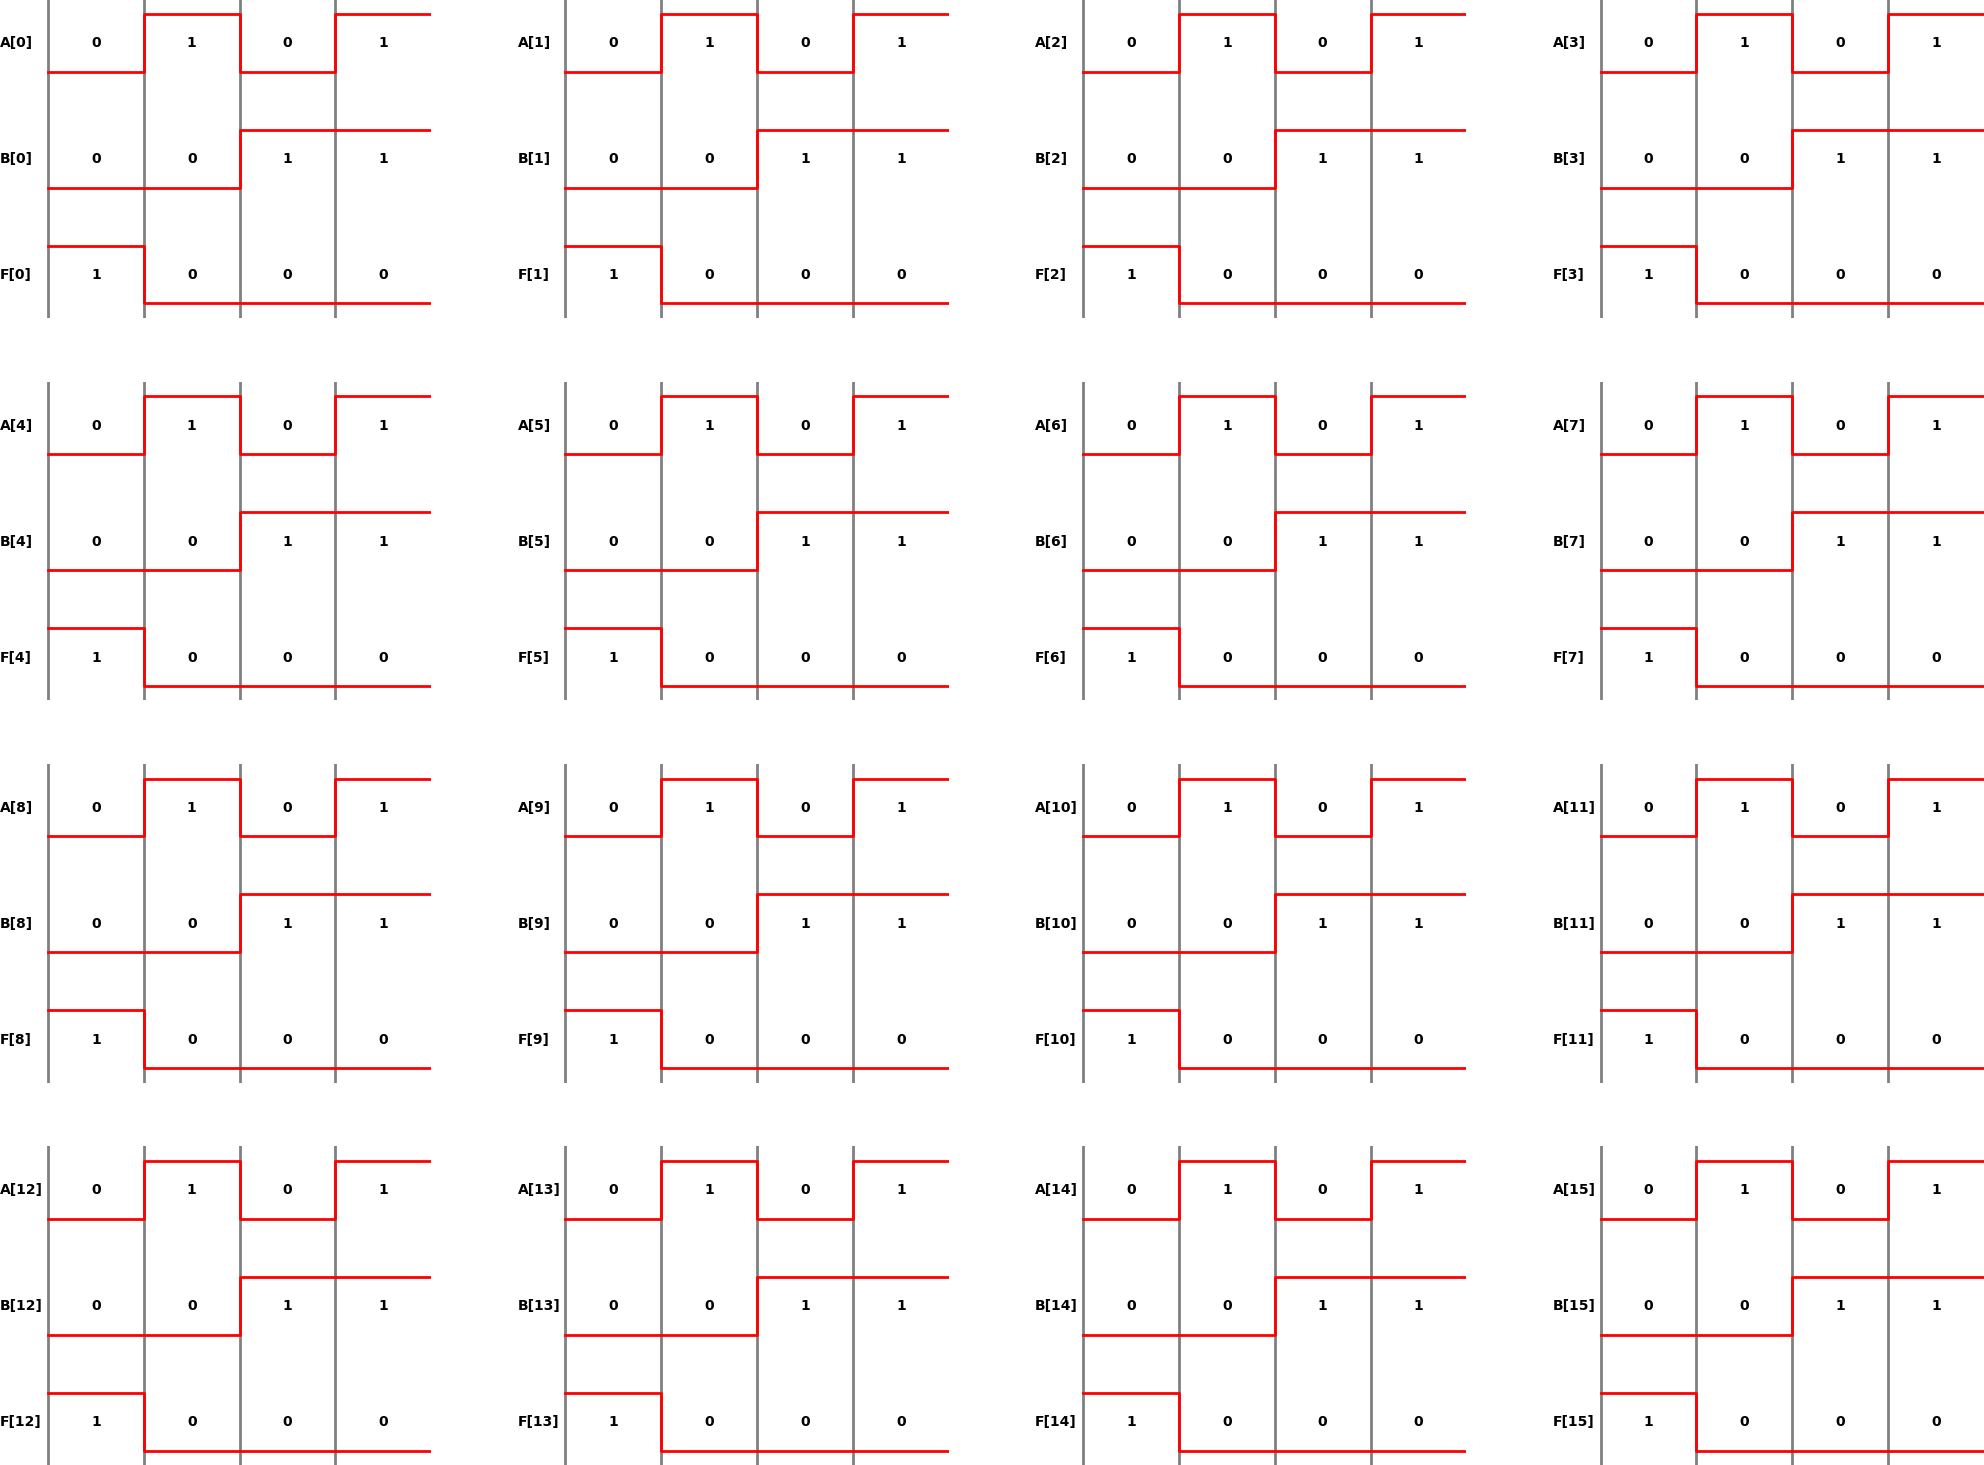 A[0] 0 1 0 1 A[1] 0 1 0 1 A[2] 0 1 0 1 A[3] 0 1 0 1
B[0] 0 0 1 1 B[1] 0 0 1 1 B[2] 0 0 1 1 B[3] 0 0 1 1
F[0] 1 0 0 0 F[1] 1 0 0 0 F[2] 1 0 0 0 F[3] 1 0 0 0
A[4] 0 1 0 1 A[5] 0 1 0 1 A[6] 0 1 0 1 A[7] 0 1 0 1
B[4] 0 0 1 1 B[5] 0 0 1 1 B[6] 0 0 1 1 B[7] 0 0 1 1
F[4] 1 0 0 0 F[5] 1 0 0 0 F[6] 1 0 0 0 F[7] 1 0 0 0
A[8] 0 1 0 1 A[9] 0 1 0 1 A[10] 0 1 0 1 A[11] 0 1 0 1
B[8] 0 0 1 1 B[9] 0 0 1 1 B[10] 0 0 1 1 B[11] 0 0 1 1
F[8] 1 0 0 0 F[9] 1 0 0 0 F[10] 1 0 0 0 F[11] 1 0 0 0
A[12] 0 1 0 1 A[13] 0 1 0 1 A[14] 0 1 0 1 A[15] 0 1 0 1
B[12] 0 0 1 1 B[13] 0 0 1 1 B[14] 0 0 1 1 B[15] 0 0 1 1
F[12] 1 0 0 0 F[13] 1 0 0 0 F[14] 1 0 0 0 F[15] 1 0 0 0